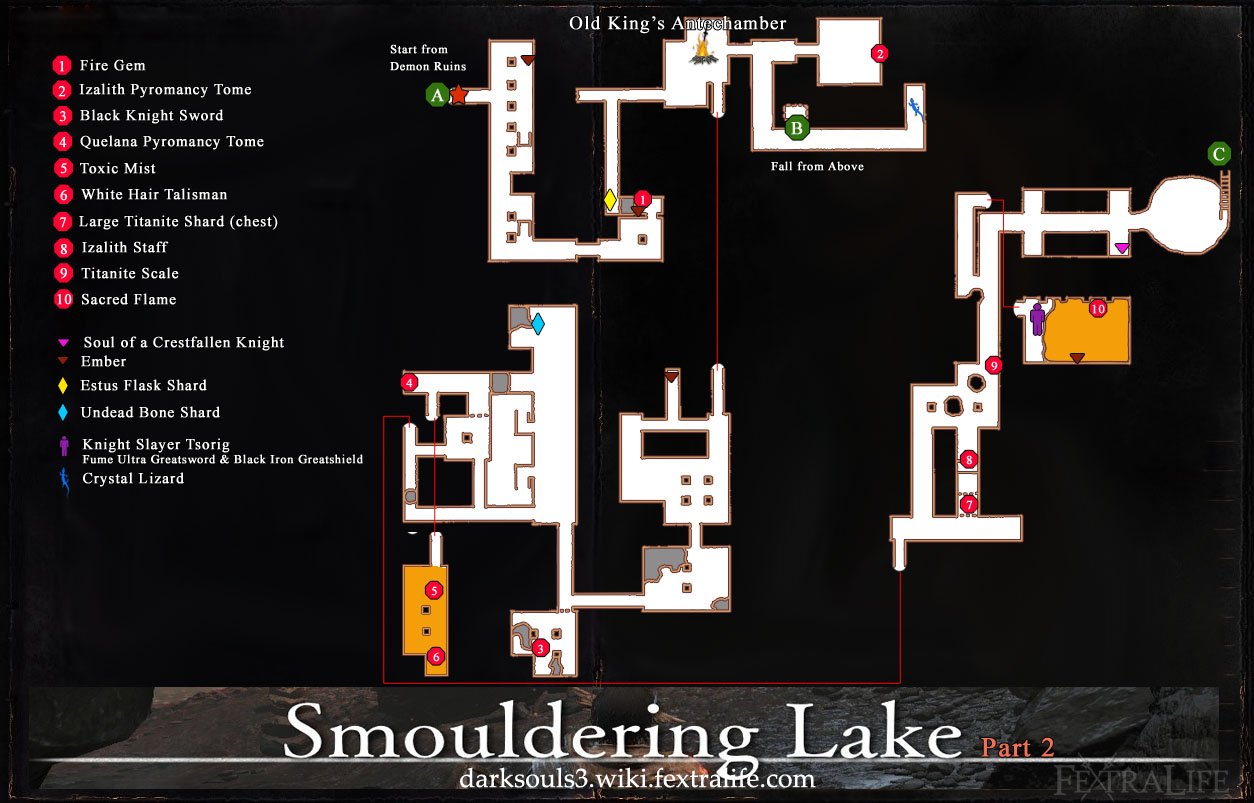 Old King's Antechamber
Start from
Demon Ruins
A
1 Fire Gem
2 Izalith Pyromancy Tome
3 Black Knight Sword
4 Quelana Pyromancy Tome
5 Toxic Mist
6 White Hair Talisman
7 Large Titanite Shard (chest)
8 Izalith Staff
9 Titanite Scale
10 Sacred Flame
Soul of a Crestfallen Knight
Ember
Estus Flask Shard
Undead Bone Shard
Knight Slayer Tsorig
Fume Ultra Greatsword & Black Iron Greatshield
Crystal Lizard
2
B
Fall from Above
C
1
10
9
4
8
7
5
3
6
Smouldering Lake Part 2
darksouls3.wiki.fextralife.com
FEXTRALIFE